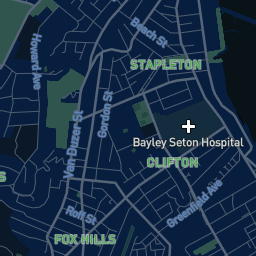 Beach St
Howard Ave
STAPLETON
Gordon St
Van Duzer St
Bayley Seton Hospital
CLIFTON
S
Roff St
Greenfield Ave
FOX HILLS